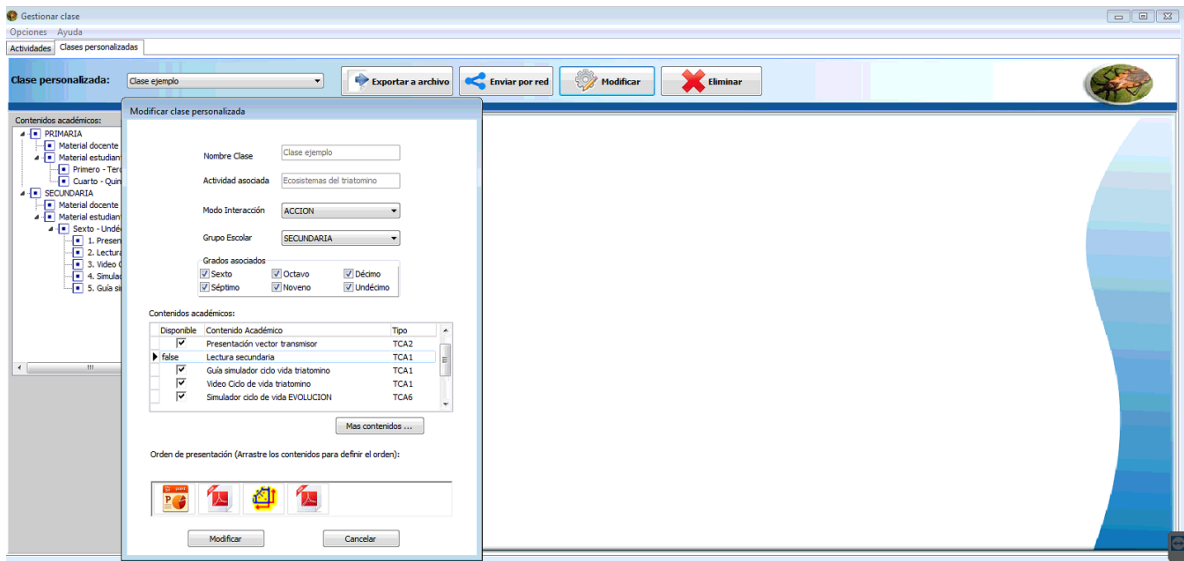 Gestionar clase
Opciones Ayuda
Actividades Clases personalizadas
Clase personalizada: Clase ejemplo Exportar a archivo Enviar por red Modificar Eliminar
Contenidos académicos:
PRIMARIA
Material docente
Material estudian
Primero - Terc
Cuarto - Quin
SECUNDARIA
Material docente
Material estudian
Sexto - Undé
1. Presen
2. Lectura
3. Video C
4. Simulad
5. Guía si
Modificar clase personalizada
Nombre Clase Clase ejemplo
Actividad asociada Ecosistemas del triatomino
Modo Interacción ACCION
Grupo Escolar SECUNDARIA
Grados asociados
Sexto Octavo Décimo
Séptimo Noveno Undécimo
Contenidos académicos:
Disponible Contenido Académico Tipo
Presentación vector transmisor TCA2
false Lectura secundaria TCA1
Guía simulador ciclo vida triatomino TCA1
Video Ciclo de vida triatomino TCA1
Simulador ciclo de vida EVOLUCION TCA6
Mas contenidos ...
Orden de presentación (Arrastre los contenidos para definir el orden):
Modificar Cancelar